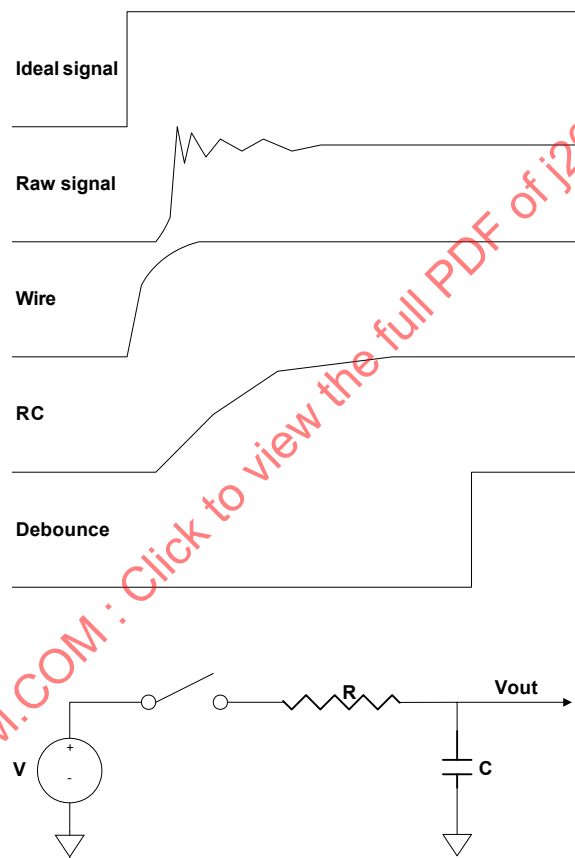 Ideal signal
Raw signal
Wire
RC
Debounce
M.COM : Click to view the full PDF of j2
R
Vout
V
+
-
C